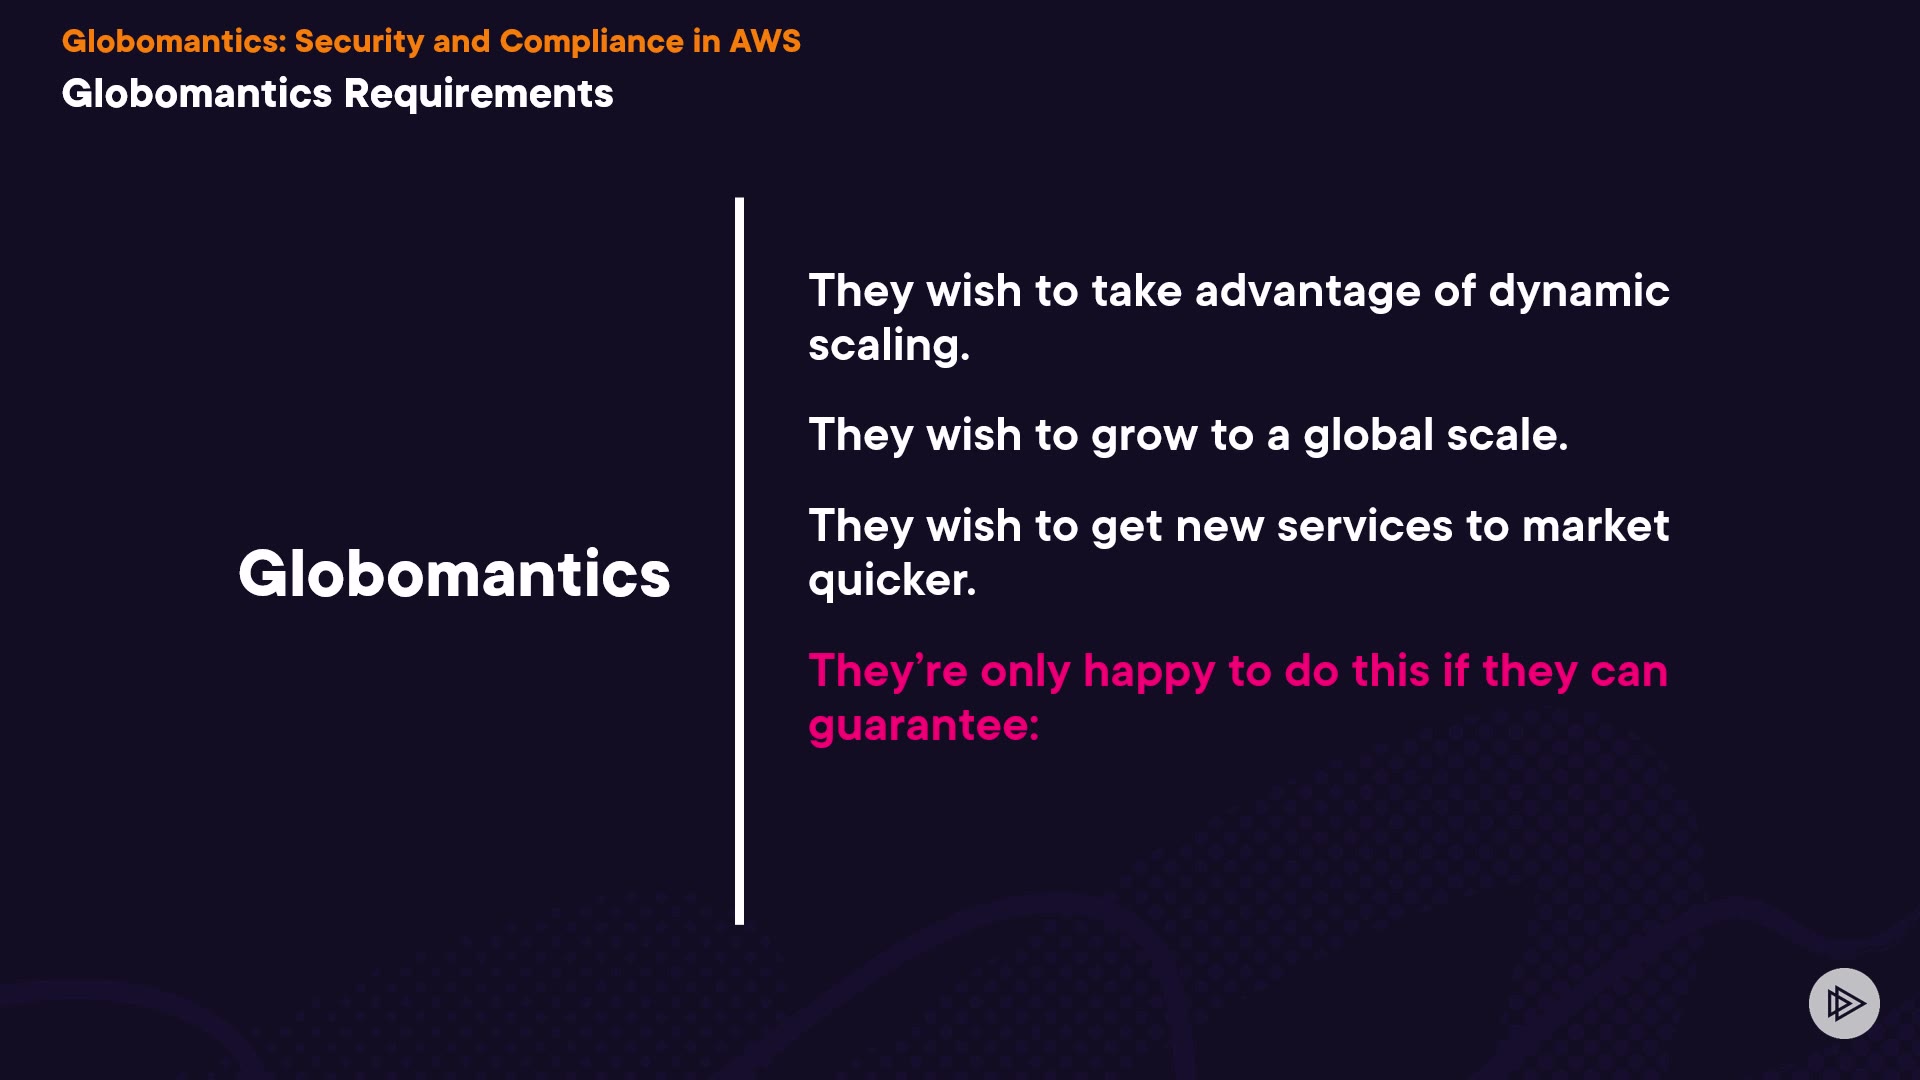 Globomantics: Security and Compliance in AWS
Globomantics Requirements
Globomantics
They wish to take advantage of dynamic
scaling.
They wish to grow to a global scale.
They wish to get new services to market
quicker.
They’re only happy to do this if they can
guarantee: